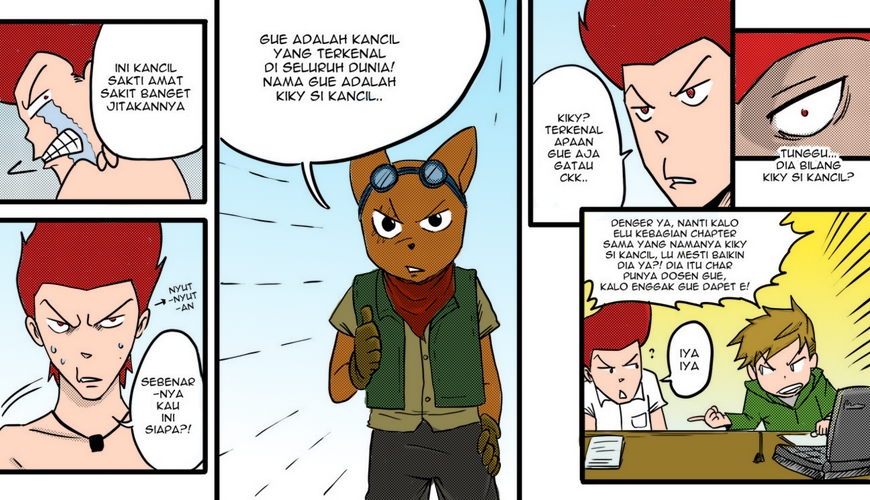 INI KANCIL
SAKTI AMAT
SAKIT BANGET
JITAKANNYA
NYUT
-NYUT
-AN
SEBENAR
-NYA
KAU
INI
SIAPA?!
GUE ADALAH KANCIL
YANG TERKENAL
DI SELURUH DUNIA!
NAMA GUE ADALAH
KIKY SI KANCIL..
KIKY?
TERKENAL
APAAN
GUE AJA
GATAU
CKK..
TUNGGU...
DIA BILANG
KIKY SI KANCIL?
DENGER YA, NANTI KALO
ELU KEBAGIAN CHAPTER
SAMA YANG NAMANYA KIKY
SI KANCIL, LU MESTI BAIKIN
DIA YA?! DIA ITU CHAR
PUNYA DOSEN GUE,
KALO ENGGAK GUE DAPET E!
?
IYA
IYA